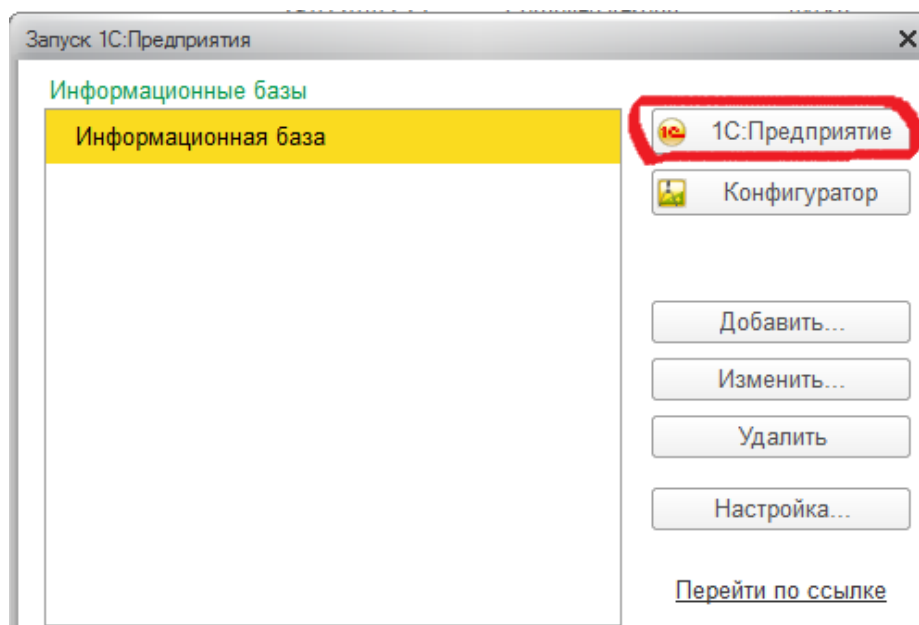 Запуск 1С:Предприятия
Информационные базы
Информационная база
1С:Предприятие
Конфигуратор
Добавить...
Изменить...
Удалить
Настройка...
Перейти по ссылке